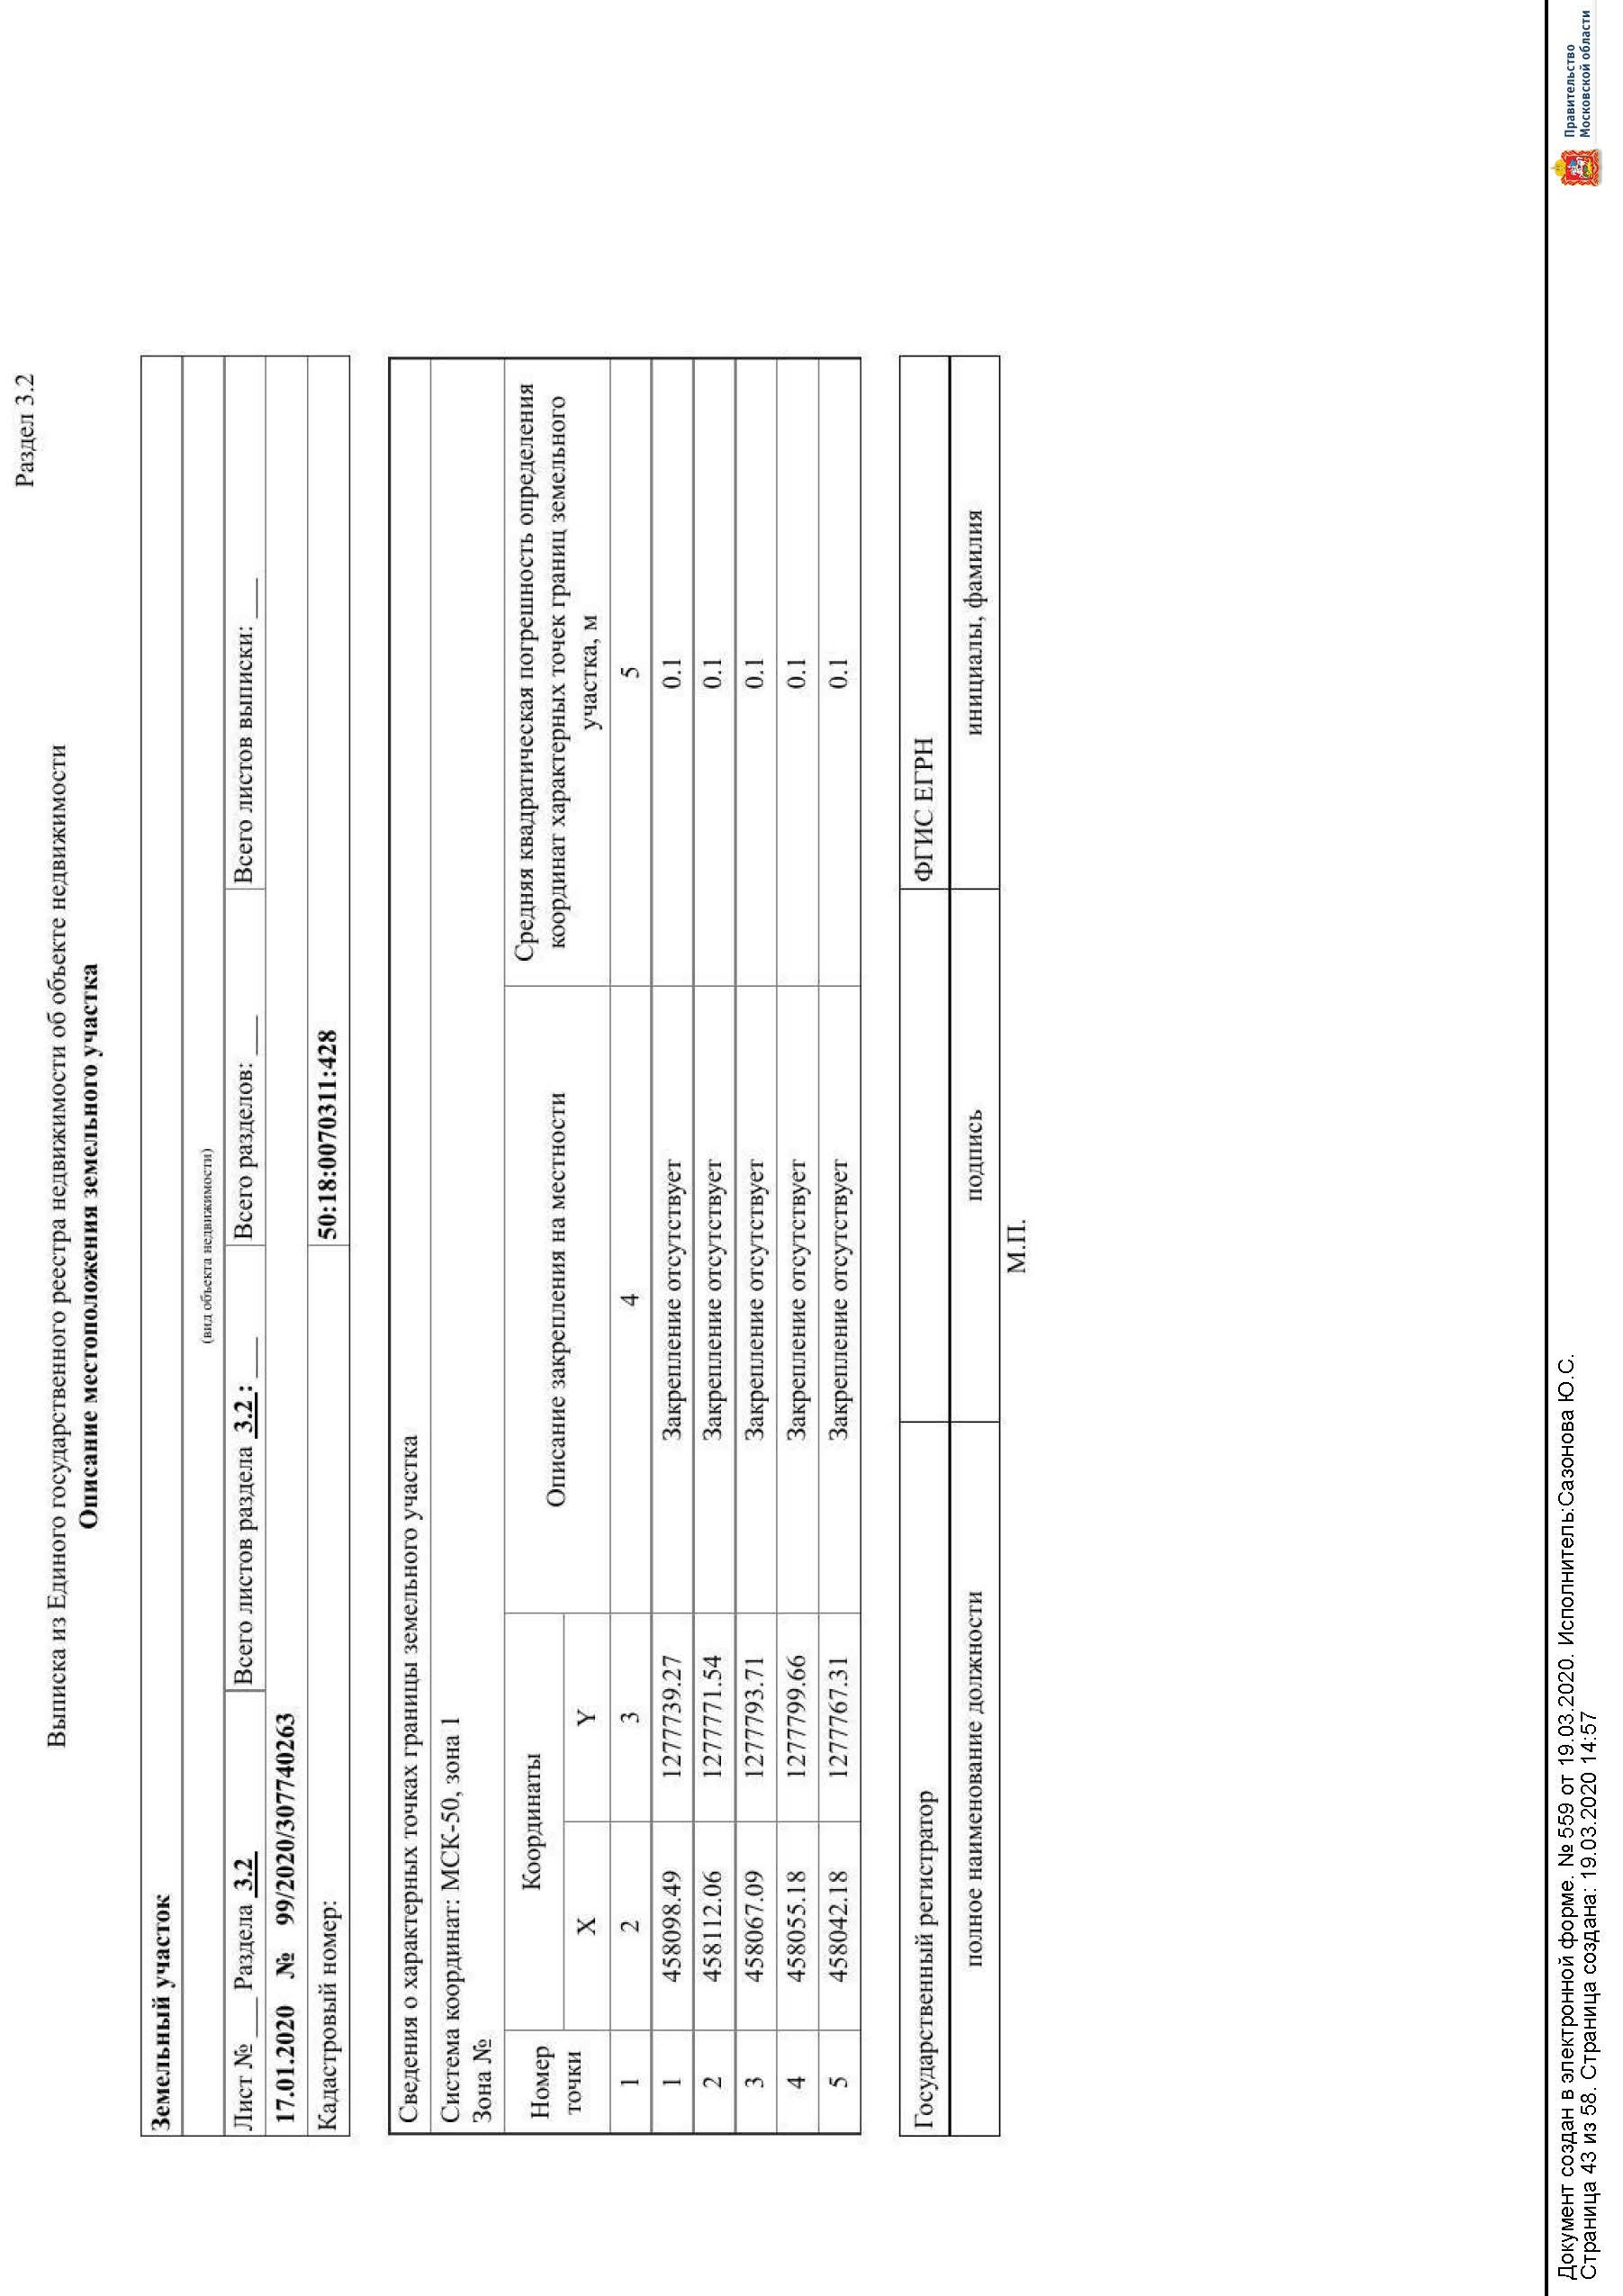 Раздел 3.2
Выписка из Единого государственного реестра недвижимости об объекте недвижимости
Описание местоположения земельного участка
Земельный участок
(вид объекта недвижимости)
Лист № ___ Раздела 3.2 Всего листов раздела 3.2 : ___ Всего разделов: ___ Всего листов выписки: ___
17.01.2020 № 99/2020/307740263
Кадастровый номер: 50:18:0070311:428
Сведения о характерных точках границы земельного участка
Система координат: МСК-50, зона 1
Зона №
Номер точки Координаты Описание закрепления на местности Средняя квадратическая погрешность определения
координат характерных точек границ земельного
участка, м
X Y
1 2 3 4 5
1 458098.49 1277739.27 Закрепление отсутствует 0.1
2 458112.06 1277771.54 Закрепление отсутствует 0.1
3 458067.09 1277793.71 Закрепление отсутствует 0.1
4 458055.18 1277799.66 Закрепление отсутствует 0.1
5 458042.18 1277767.31 Закрепление отсутствует 0.1
Государственный регистратор ФГИС ЕГРН
полное наименование должности подпись инициалы, фамилия
М.П.
Документ создан в электронной форме. № 559 от 19.03.2020. Исполнитель:Сазонова Ю.С.
Страница 43 из 58. Страница создана: 19.03.2020 14:57
Правительство
Московской области